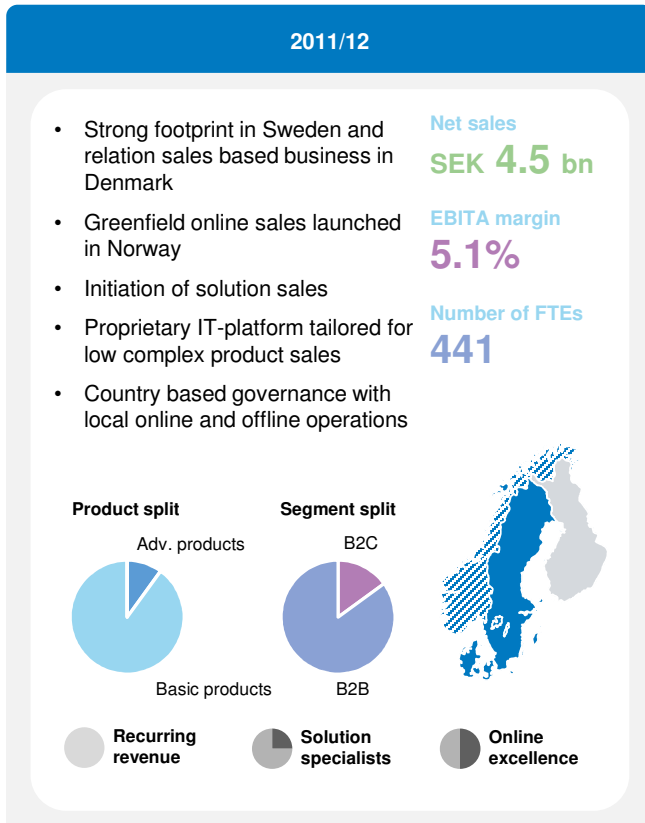 2011/12
• Strong footprint in Sweden and
relation sales based business in
Denmark
• Greenfield online sales launched
in Norway
• Initiation of solution sales
• Proprietary IT-platform tailored for
low complex product sales
• Country based governance with
local online and offline operations
Net sales
SEK 4.5 bn
EBITA margin
5.1%
Number of FTEs
441
Product split
Adv. products
Basic products
Segment split
B2C
B2B
Recurring
revenue
Solution
specialists
Online
excellence